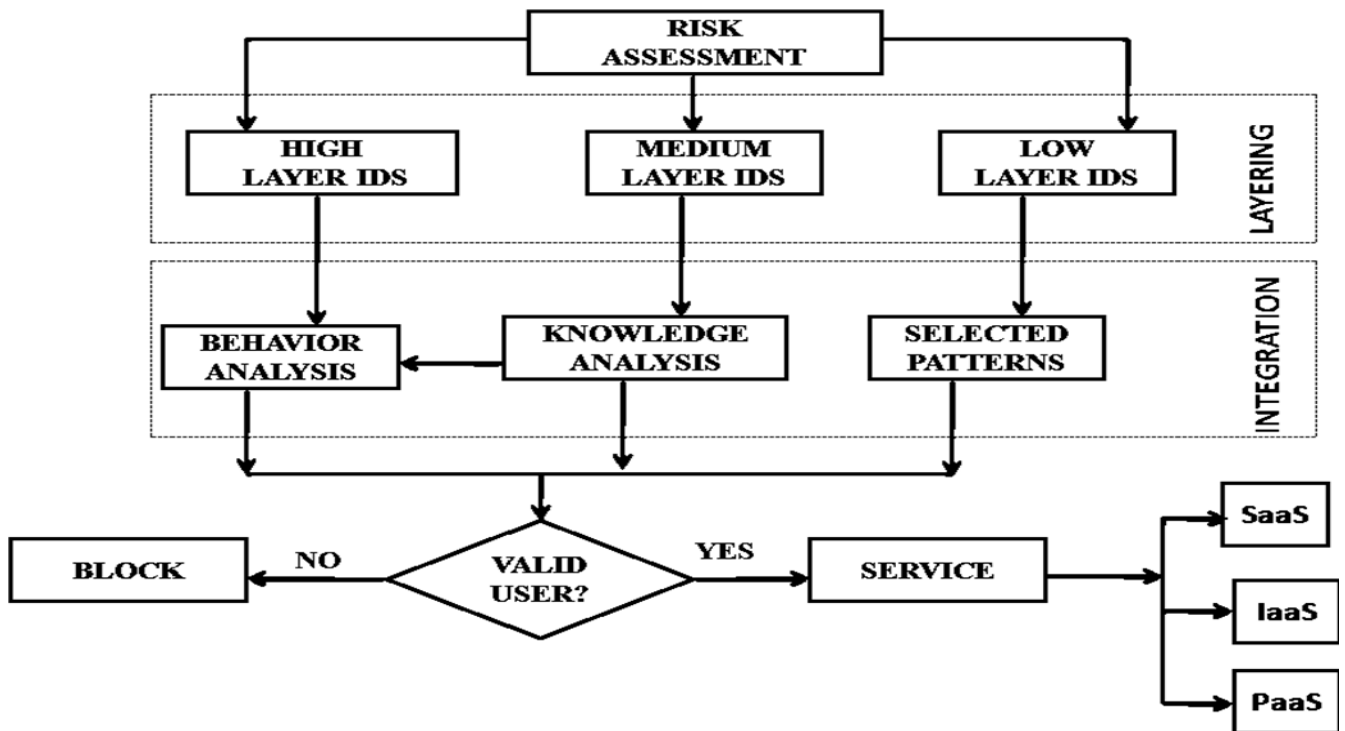 RISK
ASSESSMENT
HIGH
LAYER IDS
MEDIUM
LAYER IDS
LOW
LAYER IDS
LAYERING
BEHAVIOR
ANALYSIS
KNOWLEDGE
ANALYSIS
SELECTED
PATTERNS
INTEGRATION
BLOCK
NO
VALID
USER?
YES
SERVICE
SaaS
IaaS
PaaS